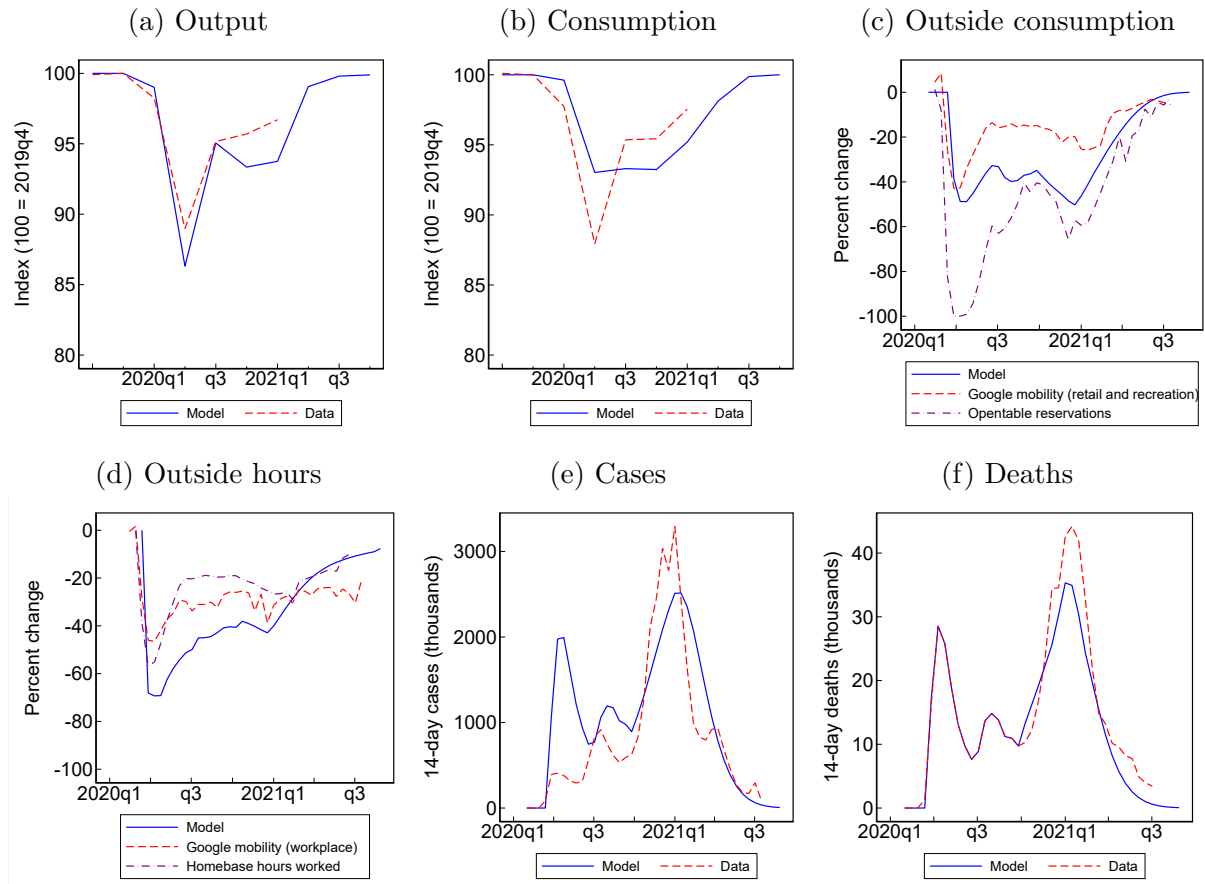 (a) Output
(b) Consumption
(c) Outside consumption
Index (100 = 2019q4)
100
95
90
85
80
2020q1 q3 2021q1 q3
Model Data
Index (100 = 2019q4)
100
95
90
85
80
2020q1 q3 2021q1 q3
Model Data
Percent change
0
-20
-40
-60
-80
-100
2020q1 q3 2021q1 q3
Model
Google mobility (retail and recreation)
Opentable reservations
(d) Outside hours
(e) Cases
(f) Deaths
Percent change
0
-20
-40
-60
-80
-100
2020q1 q3 2021q1 q3
Model
Google mobility (workplace)
Homebase hours worked
14-day cases (thousands)
3000
2000
1000
0
2020q1 q3 2021q1 q3
Model Data
14-day deaths (thousands)
40
30
20
10
0
2020q1 q3 2021q1 q3
Model Data